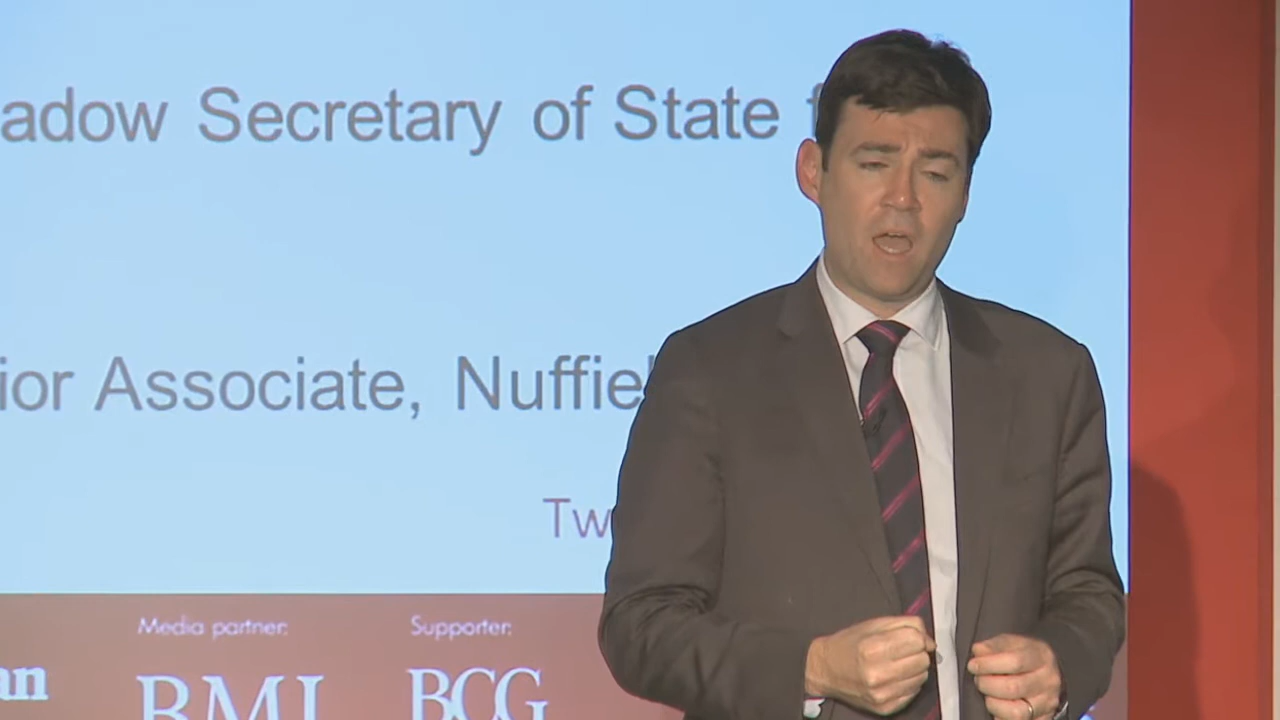 adow Secretary of State f
ior Associate, Nuffiel
Tw
Media partner:
Supporter:
an
BMJ
BCG